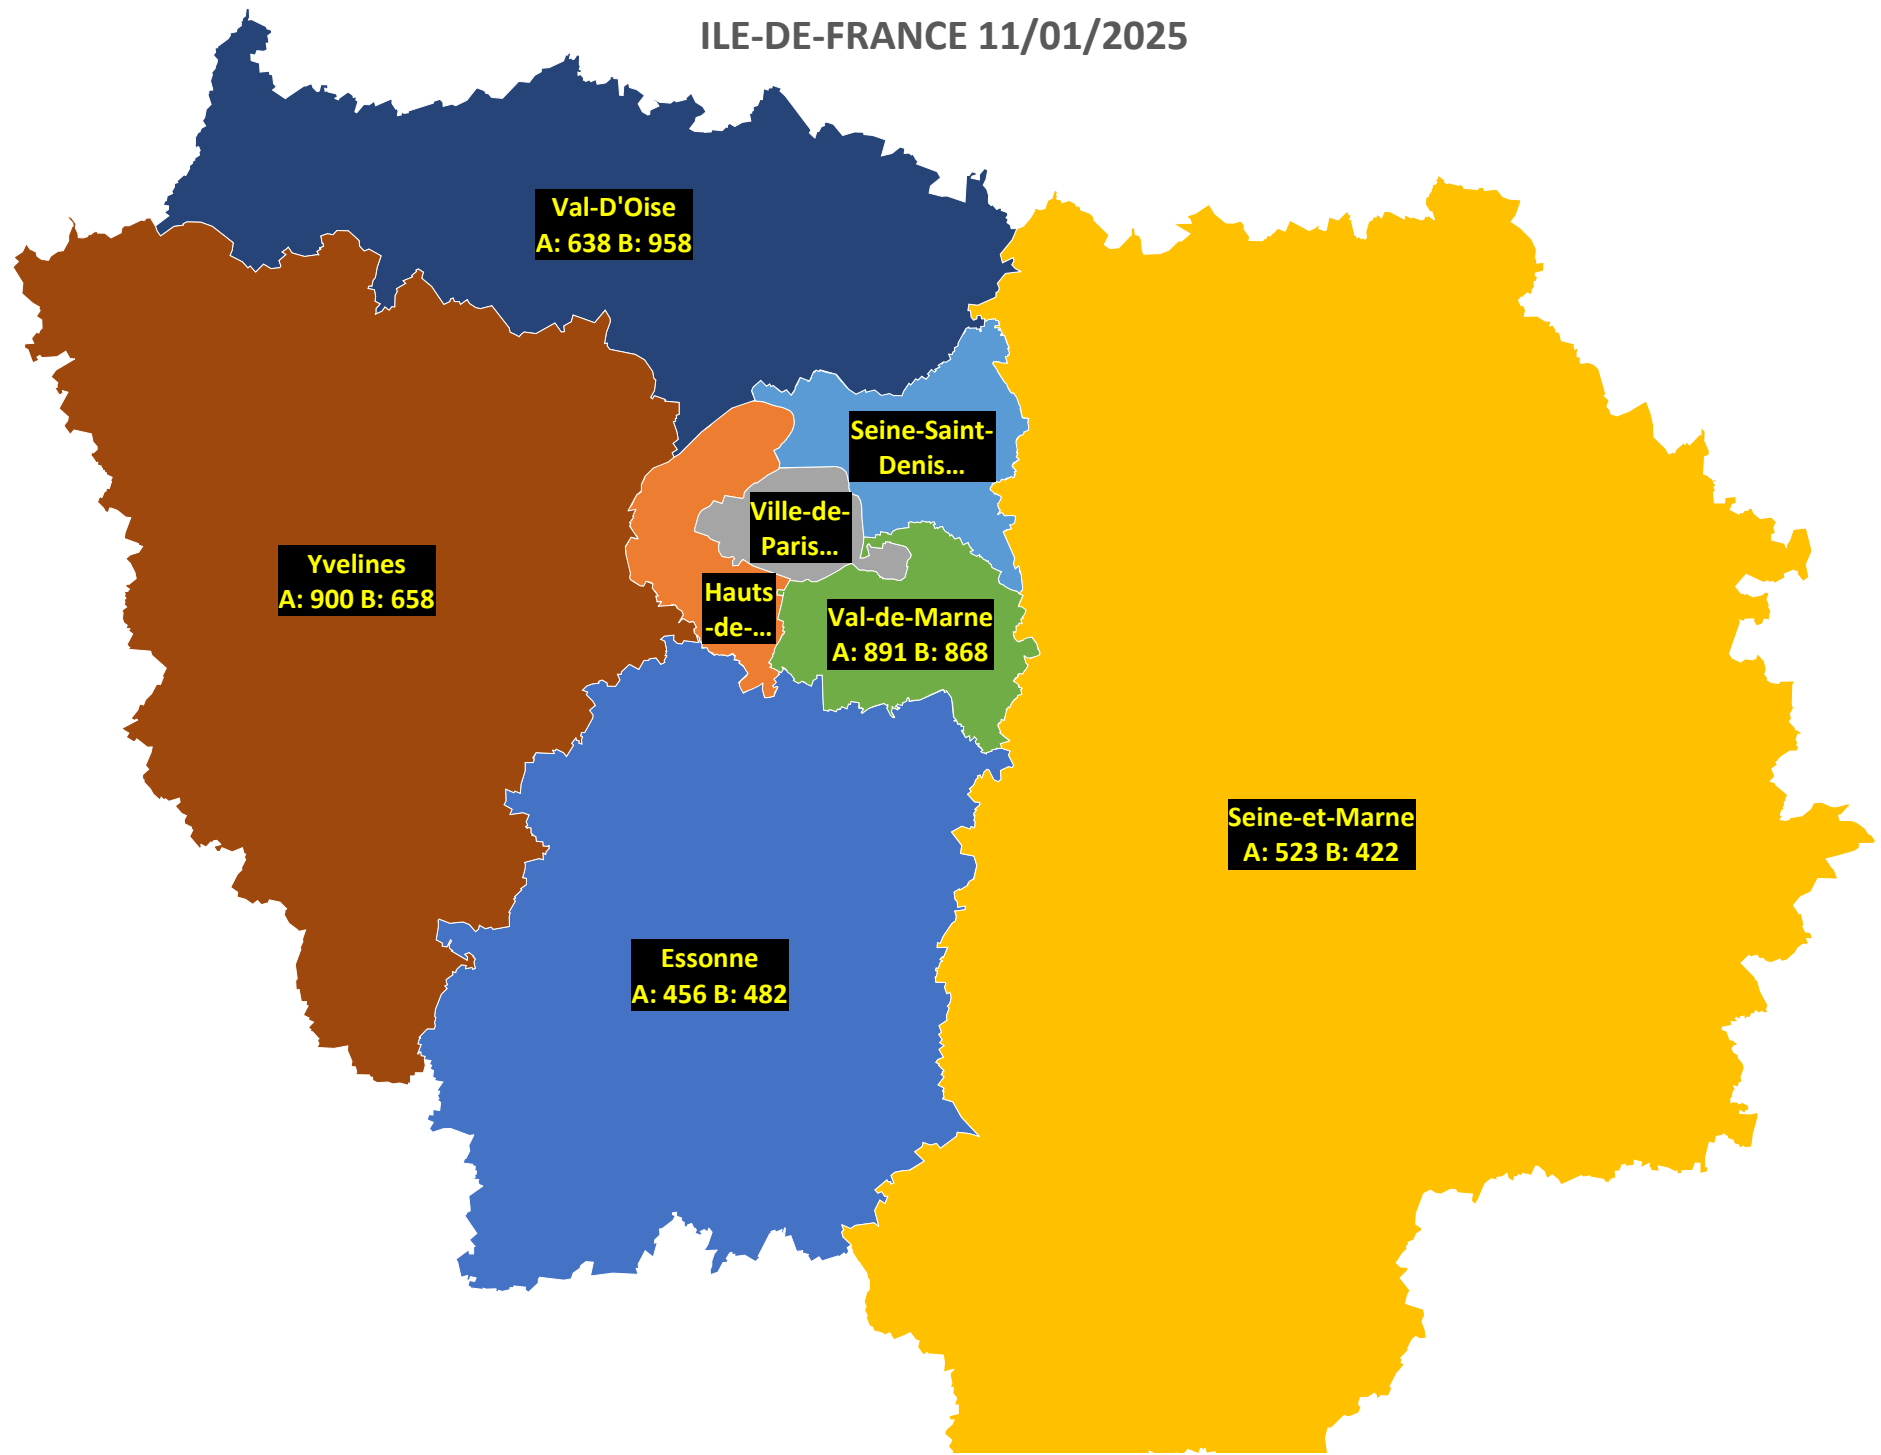 ILE-DE-FRANCE 11/01/2025
Val-D'Oise
A: 638 B: 958
Seine-Saint-
Denis...
Ville-de-
Paris...
Yvelines
A: 900 B: 658
Hauts
-de-...
Val-de-Marne
A: 891 B: 868
Seine-et-Marne
A: 523 B: 422
Essonne
A: 456 B: 482